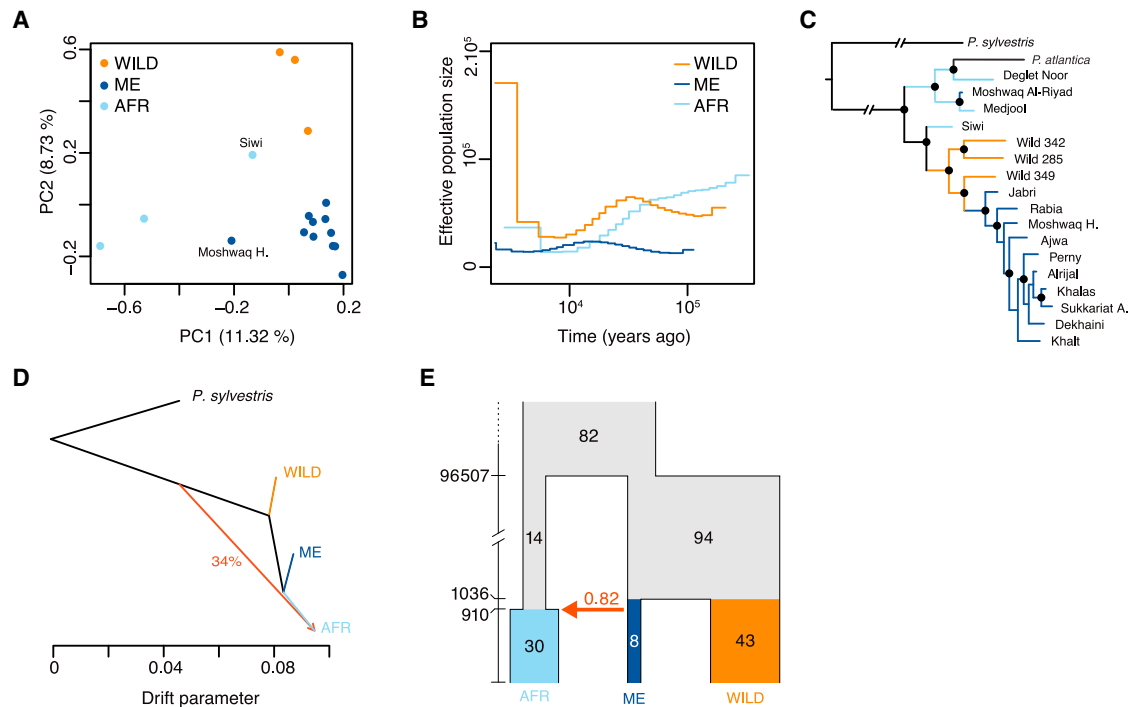 A
0.6
0.2
−0.2
PC2 (8.73 %)
WILD
ME
AFR
Siwi
Moshwaq H.
−0.6
−0.2
0.2
PC1 (11.32 %)
B
Effective population size
2.10⁵
10⁵
0
WILD
ME
AFR
10⁴
10⁵
Time (years ago)
C
P. sylvestris
P. atlantica
Deglet Noor
Moshwaq Al-Riyad
Medjool
Siwi
Wild 342
Wild 285
Wild 349
Jabri
Rabia
Moshwaq H.
Ajwa
Perny
Alrijal
Khalas
Sukkariat A.
Dekhaini
Khalt
D
P. sylvestris
WILD
ME
34%
AFR
0
0.04
0.08
Drift parameter
E
82
96507
14
94
1036
910
0.82
30
8
43
AFR
ME
WILD